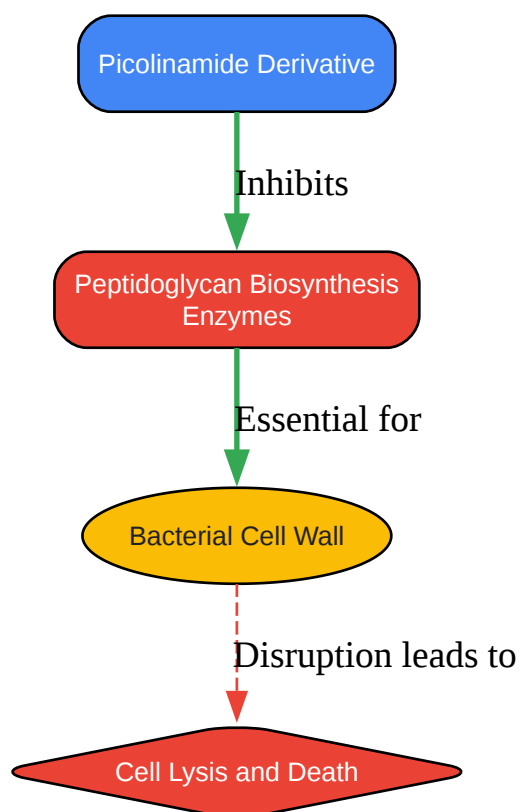 Picolinamide Derivative
Inhibits
Peptidoglycan Biosynthesis
Enzymes
Essential for
Bacterial Cell Wall
Disruption leads to
Cell Lysis and Death